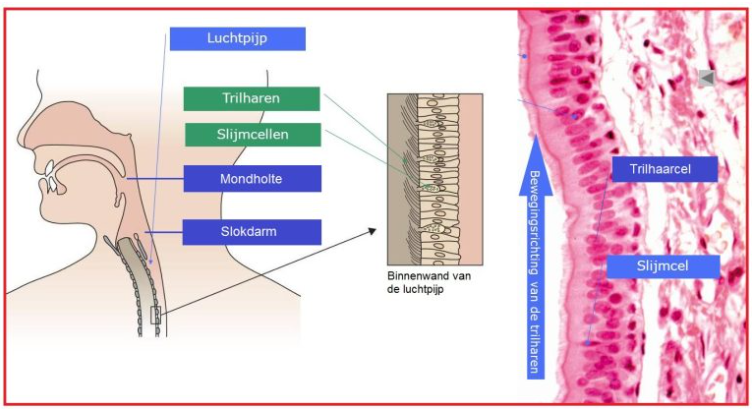 Luchtpijp
Trilharen
Slijmcellen
Mondholte
Slokdarm
Binnenwand van
de luchtpijp
Bewegingsrichting van de trilharen
Trilhaarcel
Slijmcel